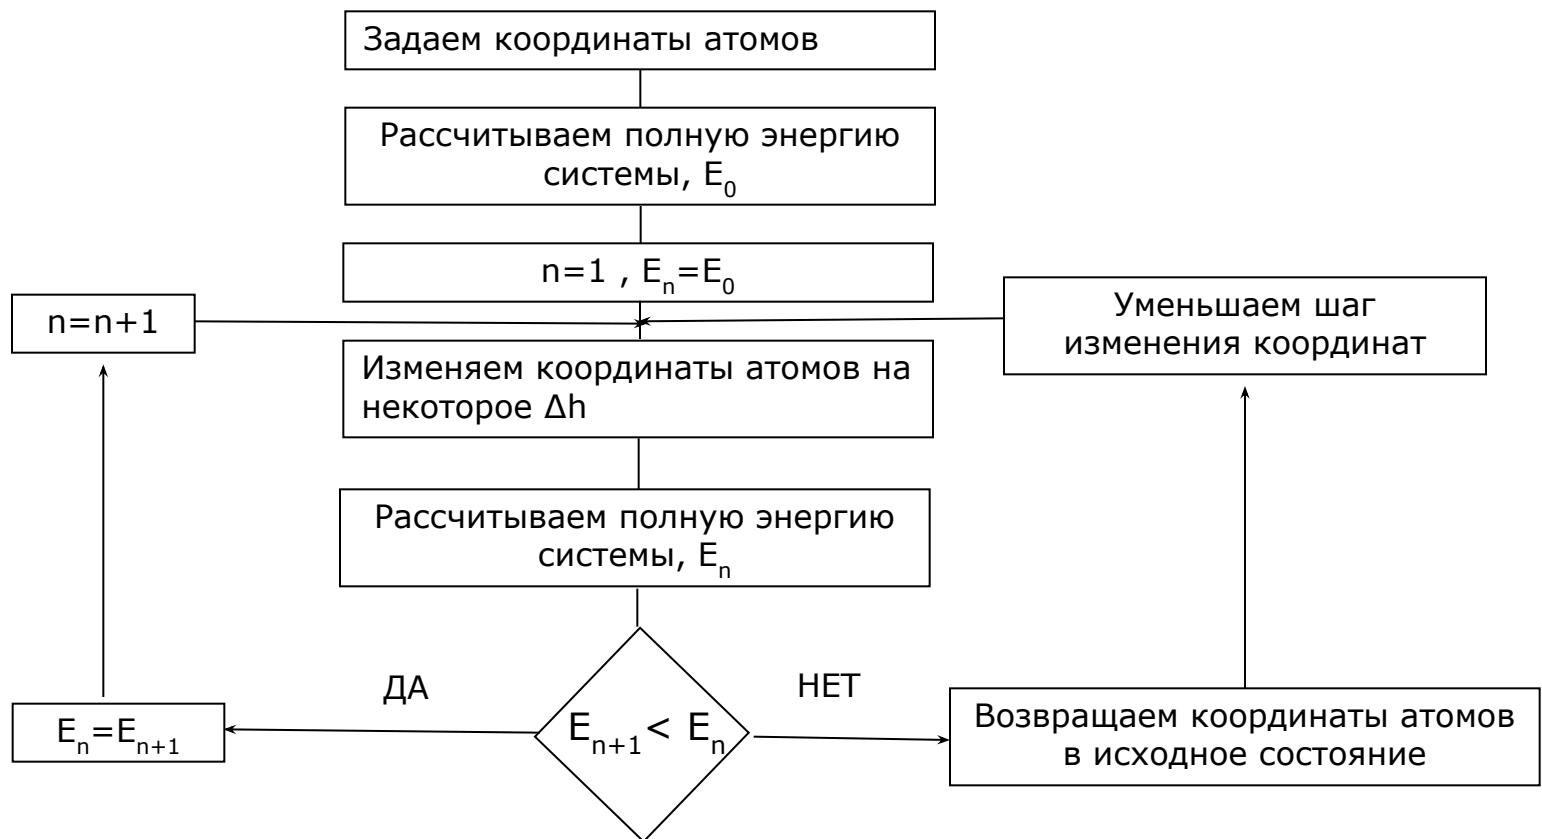 Задаем координаты атомов
Рассчитываем полную энергию
системы, E₀
n=1 , Eₙ=E₀
n=n+1
Уменьшаем шаг
изменения координат
Изменяем координаты атомов на
некоторое Δh
Рассчитываем полную энергию
системы, Eₙ
ДА
НЕТ
Eₙ₊₁< Eₙ
Eₙ=Eₙ₊₁
Возвращаем координаты атомов
в исходное состояние